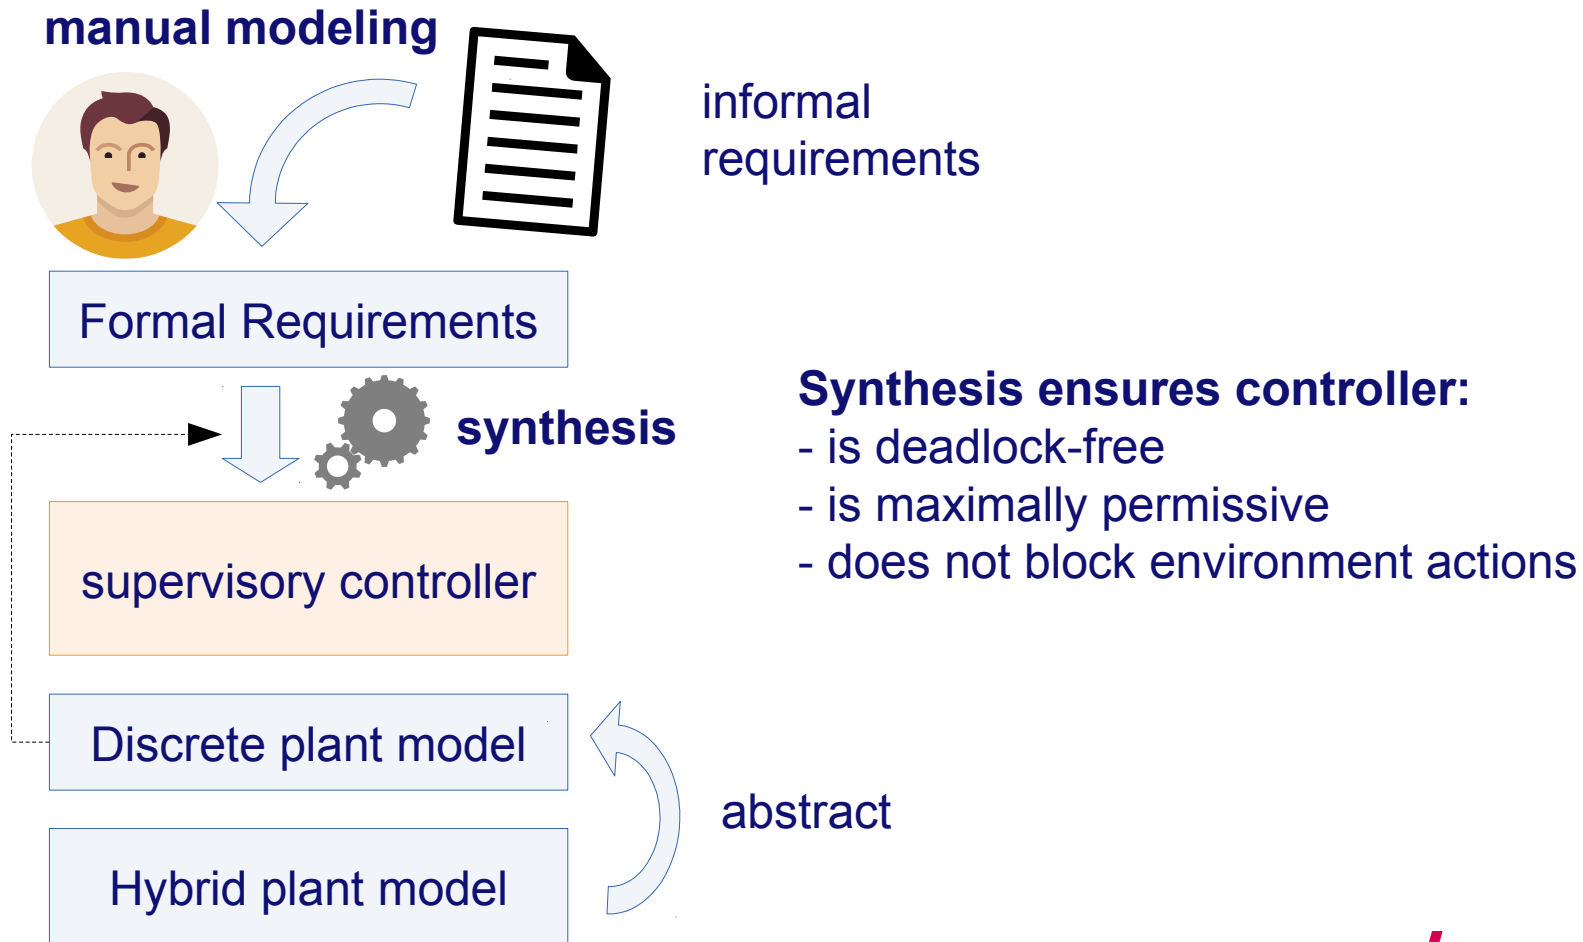 manual modeling
informal
requirements
Formal Requirements
synthesis
Synthesis ensures controller:
- is deadlock-free
- is maximally permissive
- does not block environment actions
supervisory controller
Discrete plant model
abstract
Hybrid plant model